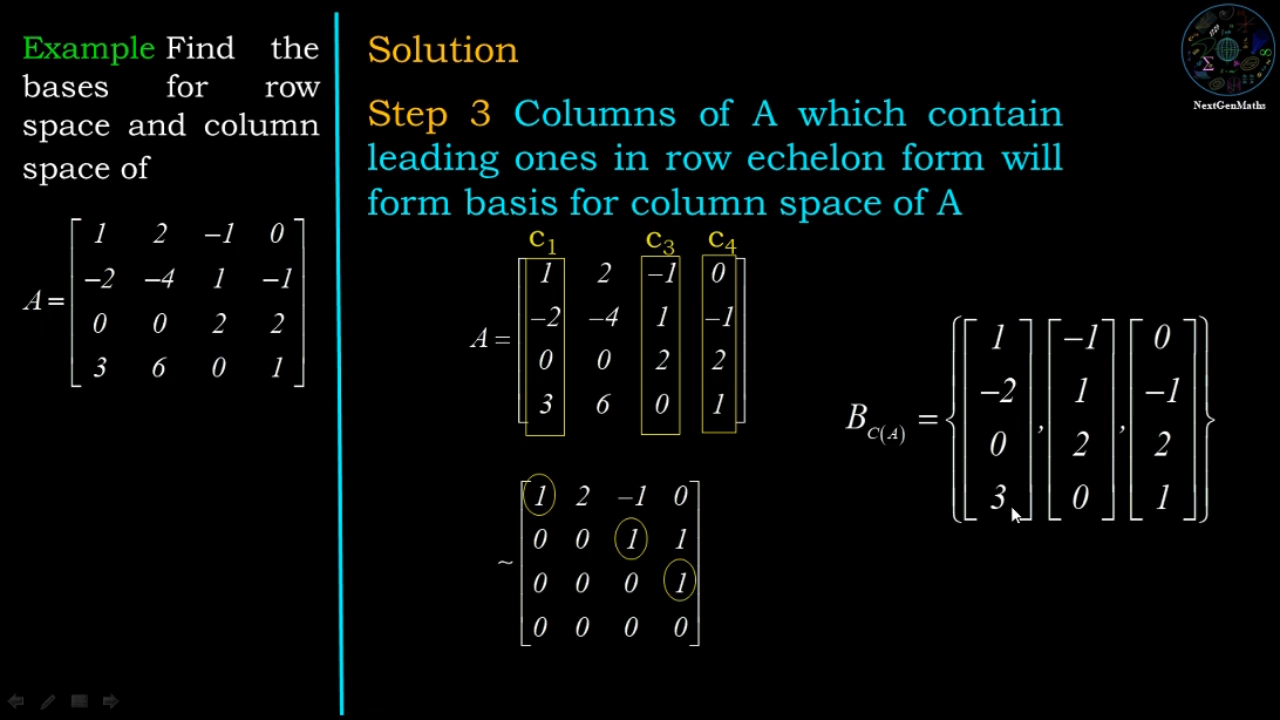 Example Find the
bases for row
space and column
space of
A =
1 2 −1 0
−2 −4 1 −1
0 0 2 2
3 6 0 1
Solution
Step 3 Columns of A which contain
leading ones in row echelon form will
form basis for column space of A
c1 c3 c4
A =
1 2 −1 0
−2 −4 1 −1
0 0 2 2
3 6 0 1
~
1 2 −1 0
0 0 1 1
0 0 0 1
0 0 0 0
B_C(A) = { [1 −2 0 3], [−1 1 2 0], [0 −1 2 1] }
NextGenMaths